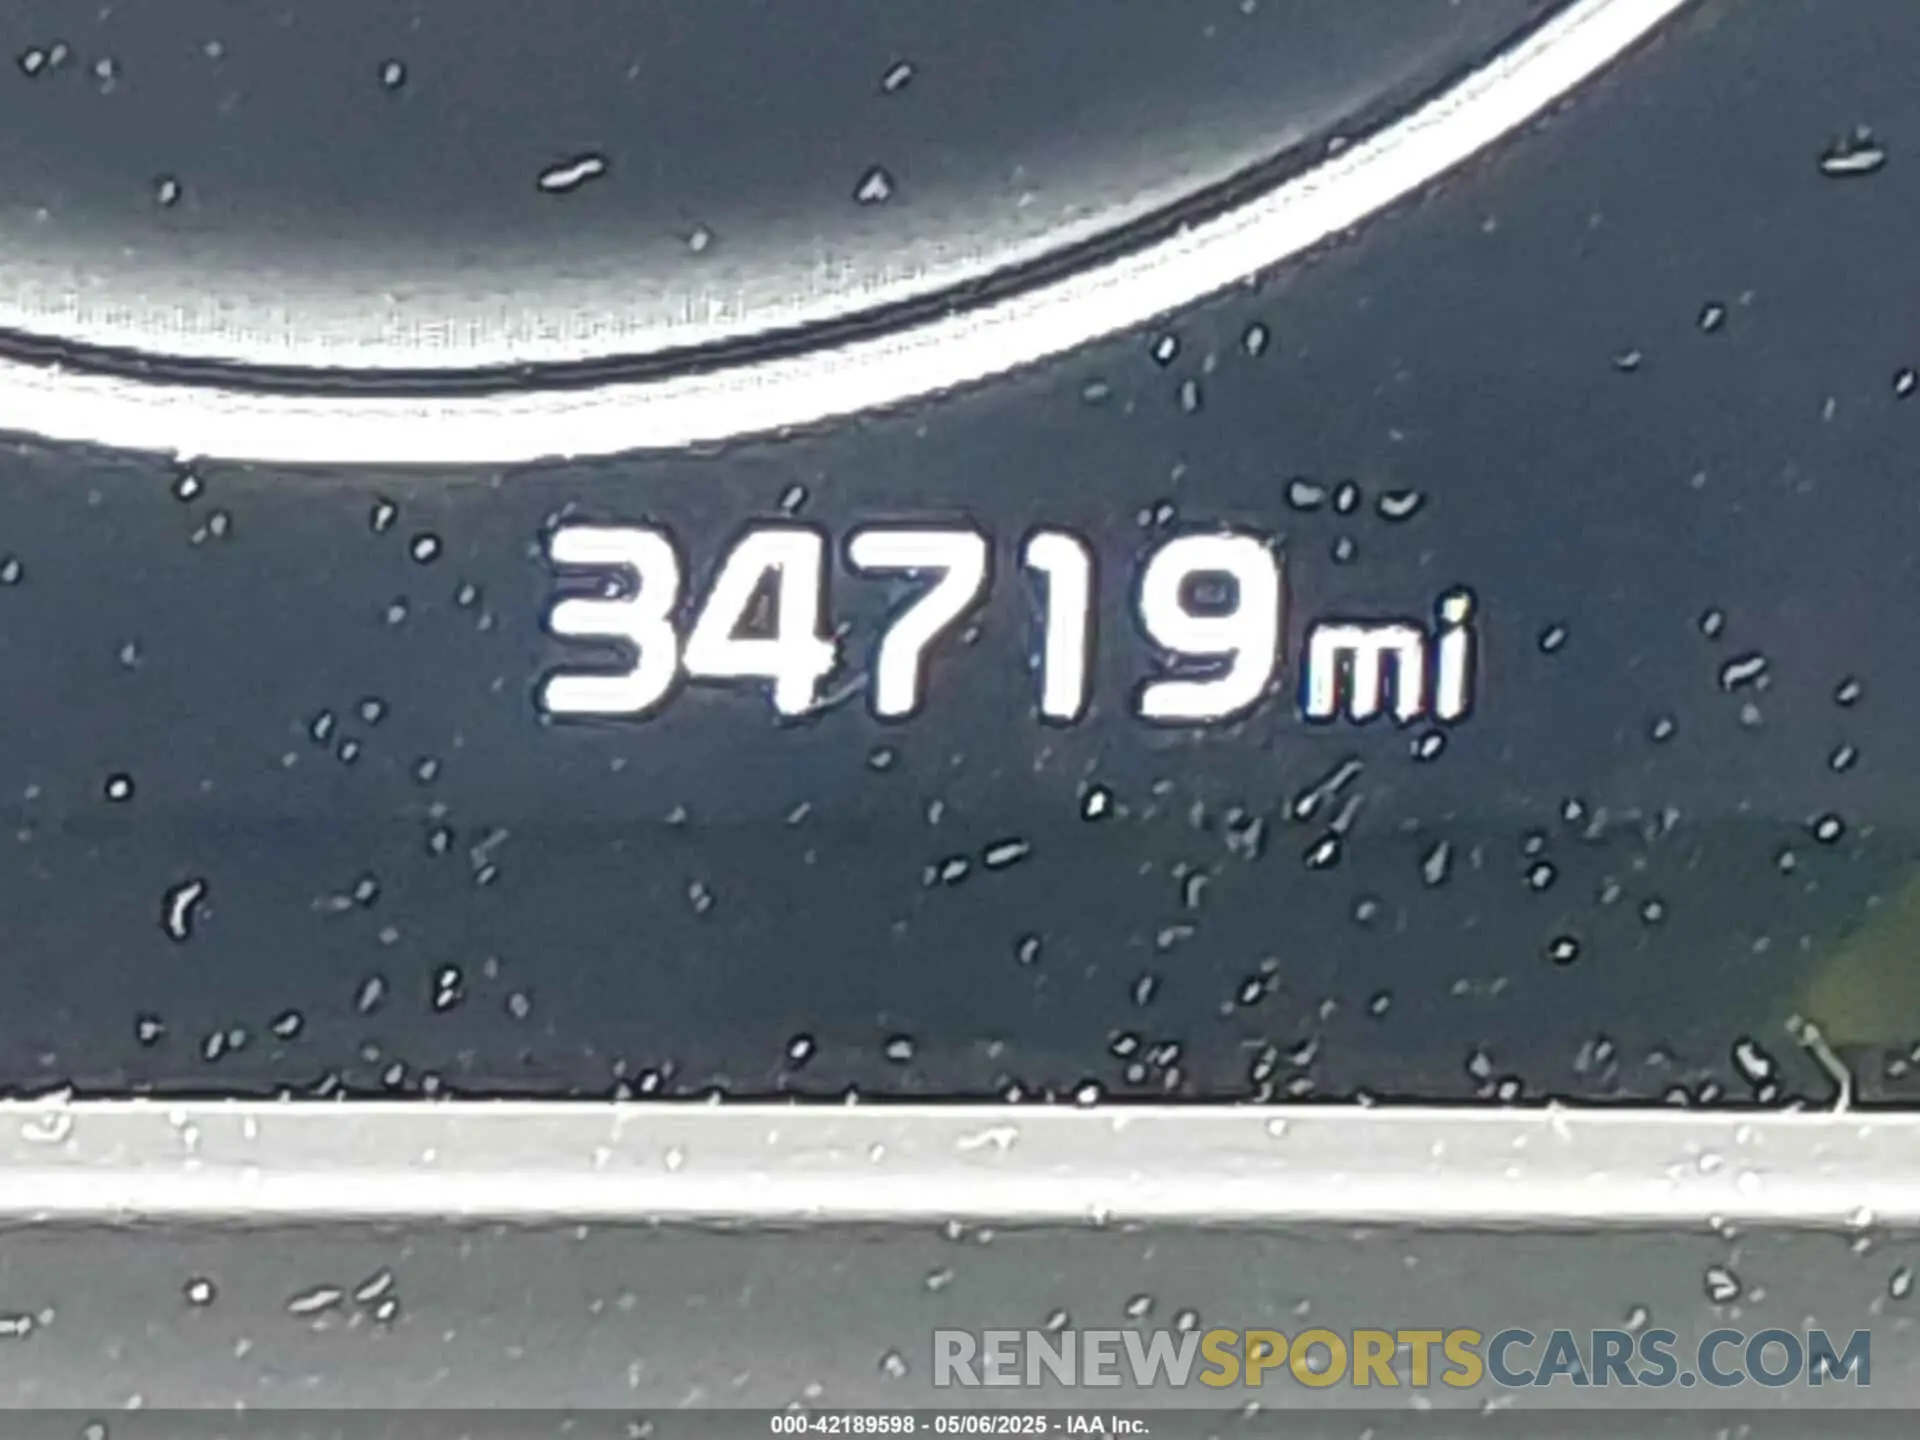 34719mi
RENEWSPORTSCARS.COM
000-42189598 - 05/06/2025 - IAA Inc.